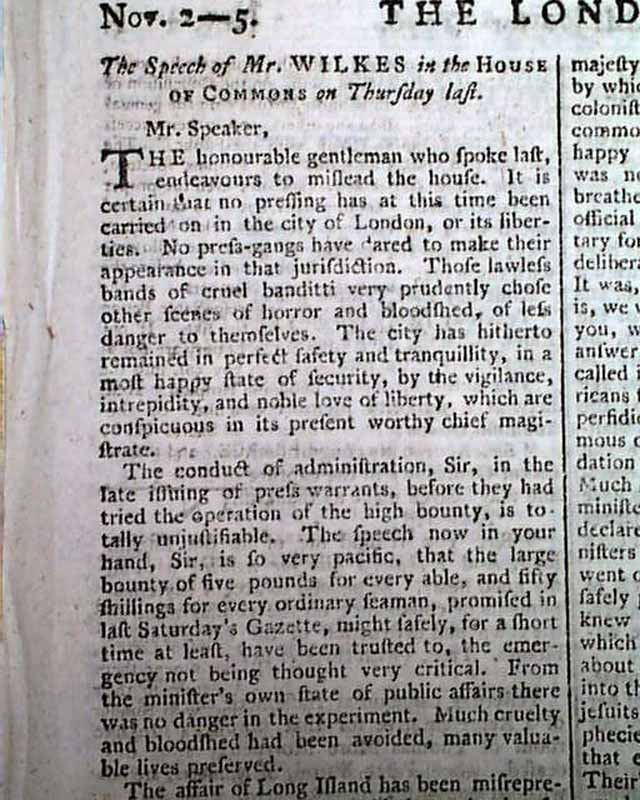 Nov. 2—5.
THE LOND
The Speech of Mr. WILKES in the HOUSE
OF COMMONS on Thurſday laſt.
Mr. Speaker,
THE honourable gentleman who ſpoke laſt,
endeavours to miſlead the houſe. It is
certain that no preſſing has at this time been
carried on in the city of London, or its liber-
ties. No preſs-gangs have dared to make their
appearance in that juriſdiction. Thoſe lawleſs
bands of cruel banditti very prudently choſe
other ſcenes of horror and bloodſhed, of leſs
danger to themſelves. The city has hitherto
remained in perfect ſafety and tranquillity, in a
moſt happy ſtate of ſecurity, by the vigilance,
intrepidity, and noble love of liberty, which are
conſpicuous in its preſent worthy chief magi-
ſtrate.
The conduct of adminiſtration, Sir, in the
late iſſuing of preſs warrants, before they had
tried the operation of the high bounty, is to-
tally unjuſtifiable. The ſpeech now in your
hand, Sir, is ſo very pacific, that the large
bounty of five pounds for every able, and fifty
ſhillings for every ordinary ſeaman, promiſed in
laſt Saturday's Gazette, might ſafely, for a ſhort
time at leaſt, have been truſted to, the emer-
gency not being thought very critical. From
the miniſter's own ſtate of public affairs there
was no danger in the experiment. Much cruelty
and bloodſhed had been avoided, many valua-
ble lives preſerved.
The affair of Long Iſland has been miſrepre-
majeſty
by whic
coloniſt
commo
happy
was ne
breathe
official
tary for
delibera
It was,
is, we v
you, w
anſwer
called i
ricans f
perfidio
mous c
dation
Much
miniſte
declare
niſters
went o
ſafely p
knew
which
about
into th
jeſuits
phecie
that e
Their